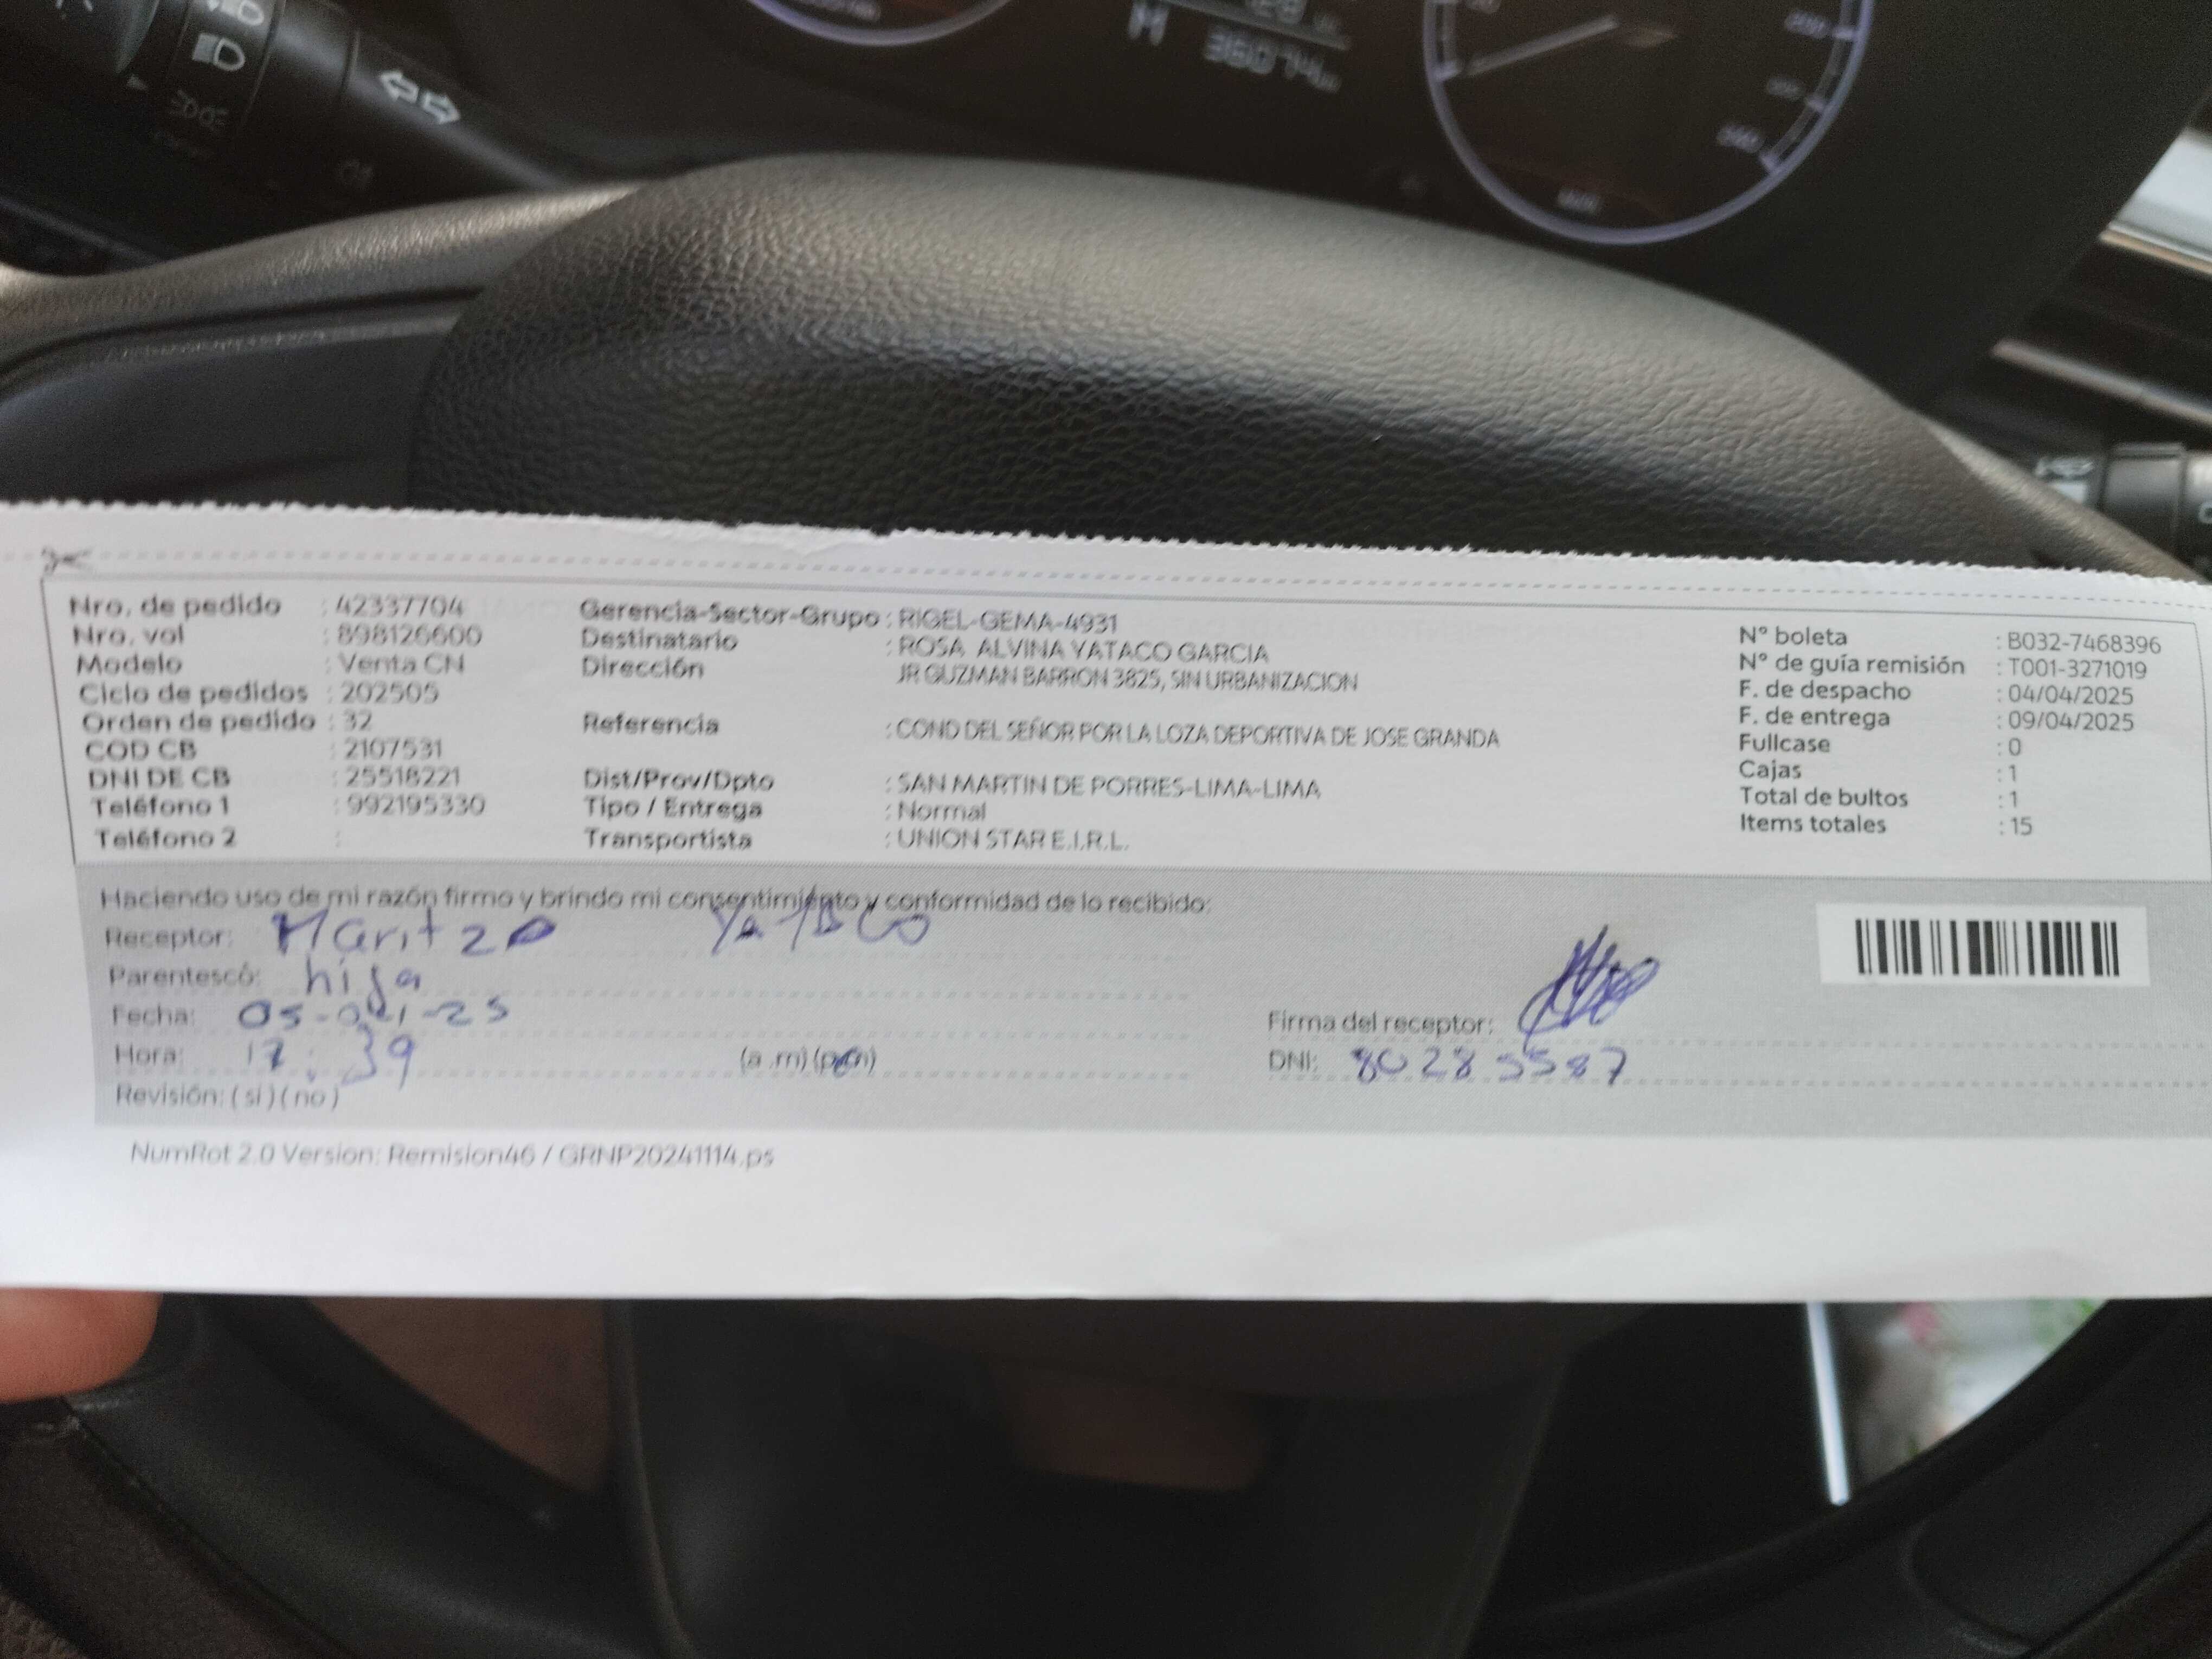 Nro. de pedido : 42337704
Nro. vol : 898126600
Modelo : Venta CN
Ciclo de pedidos : 202505
Orden de pedido : 32
COD CB : 2107531
DNI DE CB : 25518221
Teléfono 1 : 992195330
Teléfono 2 :
Gerencia-Sector-Grupo : RIGEL-GEMA-4931
Destinatario : ROSA ALVINA YATACO GARCIA
Dirección JR GUZMAN BARRON 3825, SIN URBANIZACION
Referencia : COND DEL SEÑOR POR LA LOZA DEPORTIVA DE JOSE GRANDA
Dist/Prov/Dpto : SAN MARTIN DE PORRES-LIMA-LIMA
Tipo / Entrega : Normal
Transportista : UNION STAR E.I.R.L.
N° boleta : B032-7468396
N° de guía remisión : T001-3271019
F. de despacho : 04/04/2025
F. de entrega : 09/04/2025
Fullcase : 0
Cajas : 1
Total de bultos : 1
Items totales : 15
Haciendo uso de mi razón firmo y brindo mi consentimiento y conformidad de lo recibido:
Receptor: Maritza Yataco
Parentesco: hija
Fecha: 05-04-25
Hora: 17:39 (a .m) (p.m)
Revisión: ( si ) ( no )
Firma del receptor:
DNI: 80285587
NumRot 2.0 Version: Remision46 / GRNP20241114.ps